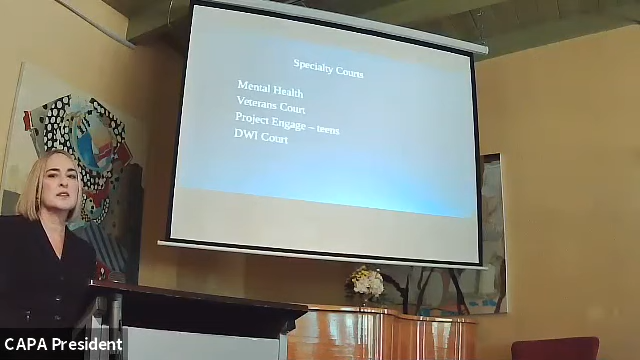 Specialty Courts
Mental Health
Veterans Court
Project Engage – teens
DWI Court
CAPA President